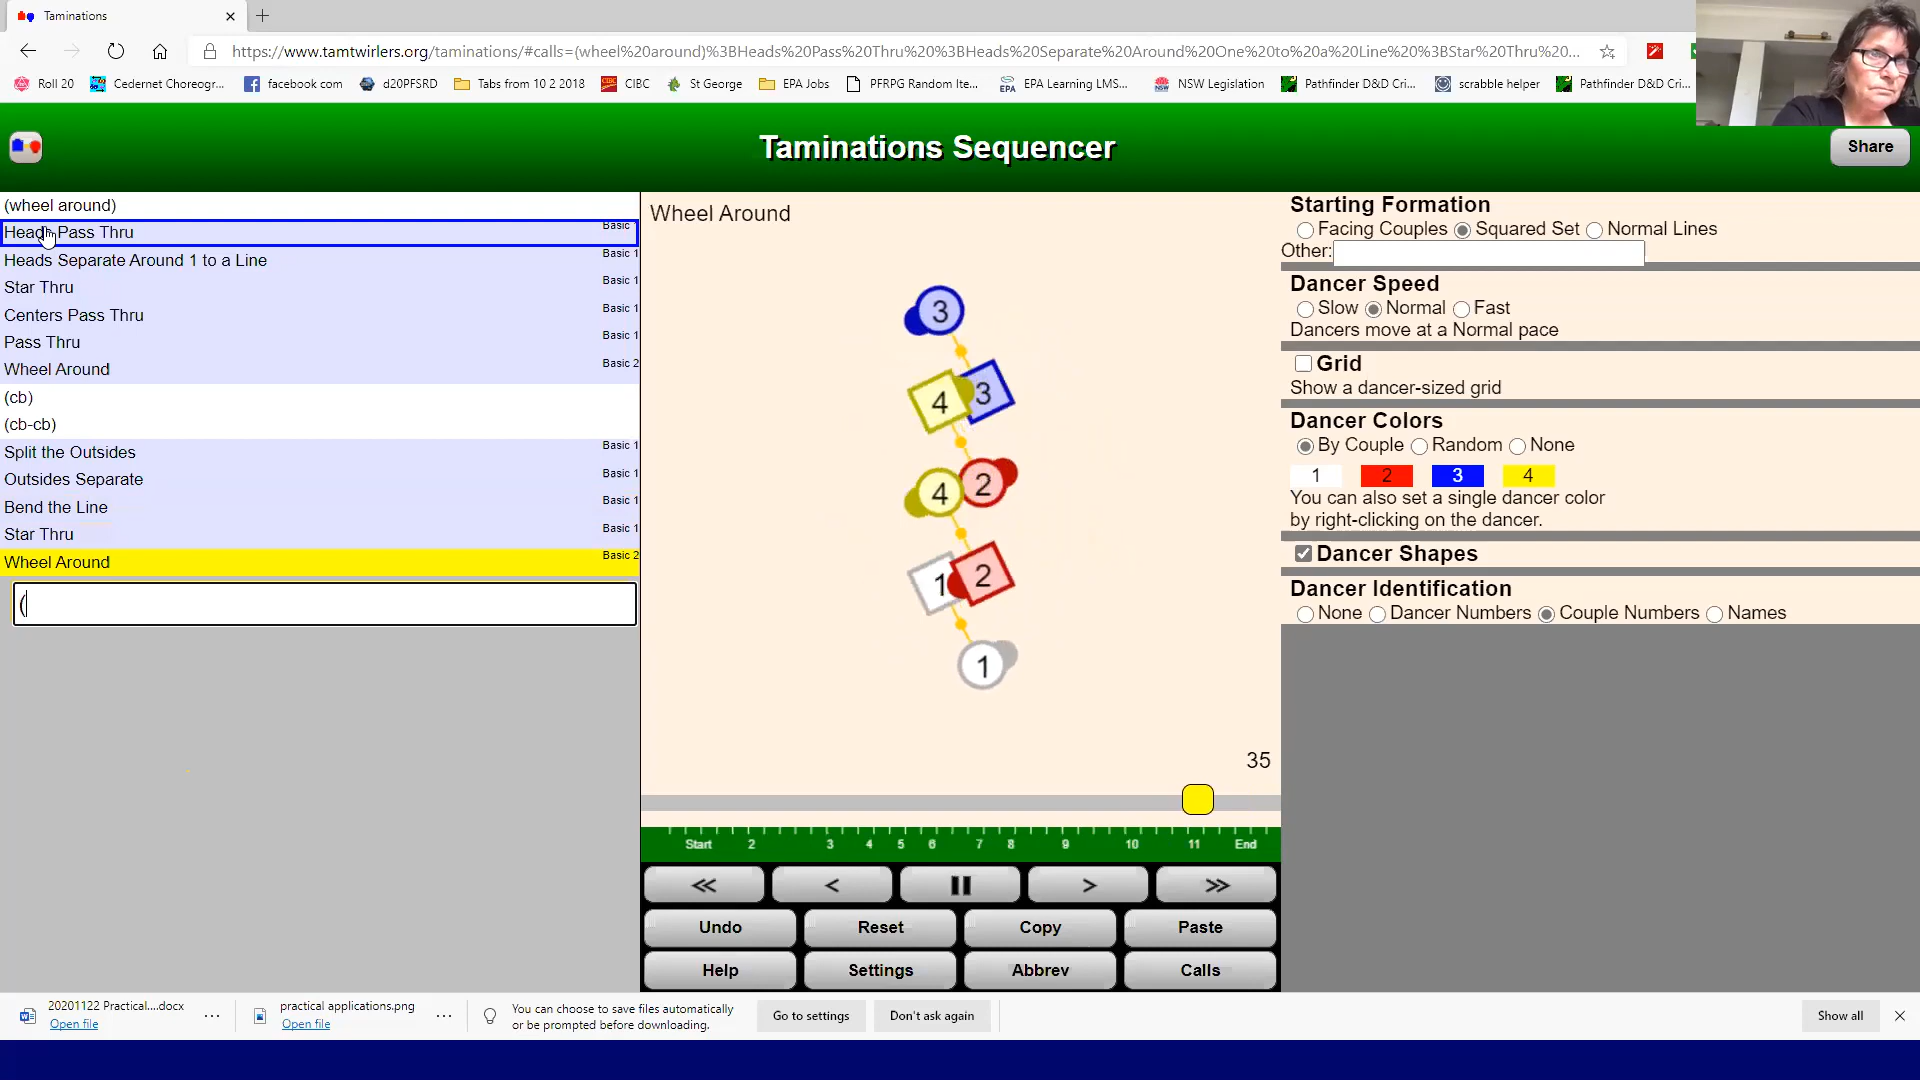 Taminations
https://www.tamtwirlers.org/taminations/#calls=(wheel%20around)%3BHeads%20Pass%20Thru%20%3BHeads%20Separate%20Around%20One%20to%20a%20Line%20%3BStar%20Thru%20...
Roll 20
Cedernet Choreogr...
facebook com
d20PFSRD
Tabs from 10 2 2018
CIBC
St George
EPA Jobs
PFRPG Random Ite...
EPA
EPA Learning LMS...
NSW Legislation
Pathfinder D&D Cri...
scrabble helper
Pathfinder D&D Cri...
Taminations Sequencer
Share
(wheel around)
Heads Pass Thru
Basic
Heads Separate Around 1 to a Line
Basic 1
Star Thru
Basic 1
Centers Pass Thru
Basic 1
Pass Thru
Basic 1
Wheel Around
Basic 2
(cb)
(cb-cb)
Split the Outsides
Basic 1
Outsides Separate
Basic 1
Bend the Line
Basic 1
Star Thru
Basic 1
Wheel Around
Basic 2
(
Wheel Around
3
4 3
4 2
1 2
1
35
Start 2 3 4 5 6 7 8 9 10 11 End
<< < >  >>
Undo Reset Copy Paste
Help Settings Abbrev Calls
Starting Formation
Facing Couples Squared Set Normal Lines
Other:
Dancer Speed
Slow Normal Fast
Dancers move at a Normal pace
Grid
Show a dancer-sized grid
Dancer Colors
By Couple Random None
1 2 3 4
You can also set a single dancer color
by right-clicking on the dancer.
Dancer Shapes
Dancer Identification
None Dancer Numbers Couple Numbers Names
20201122 Practical....docx
Open file
practical applications.png
Open file
You can choose to save files automatically
or be prompted before downloading.
Go to settings
Don't ask again
Show all